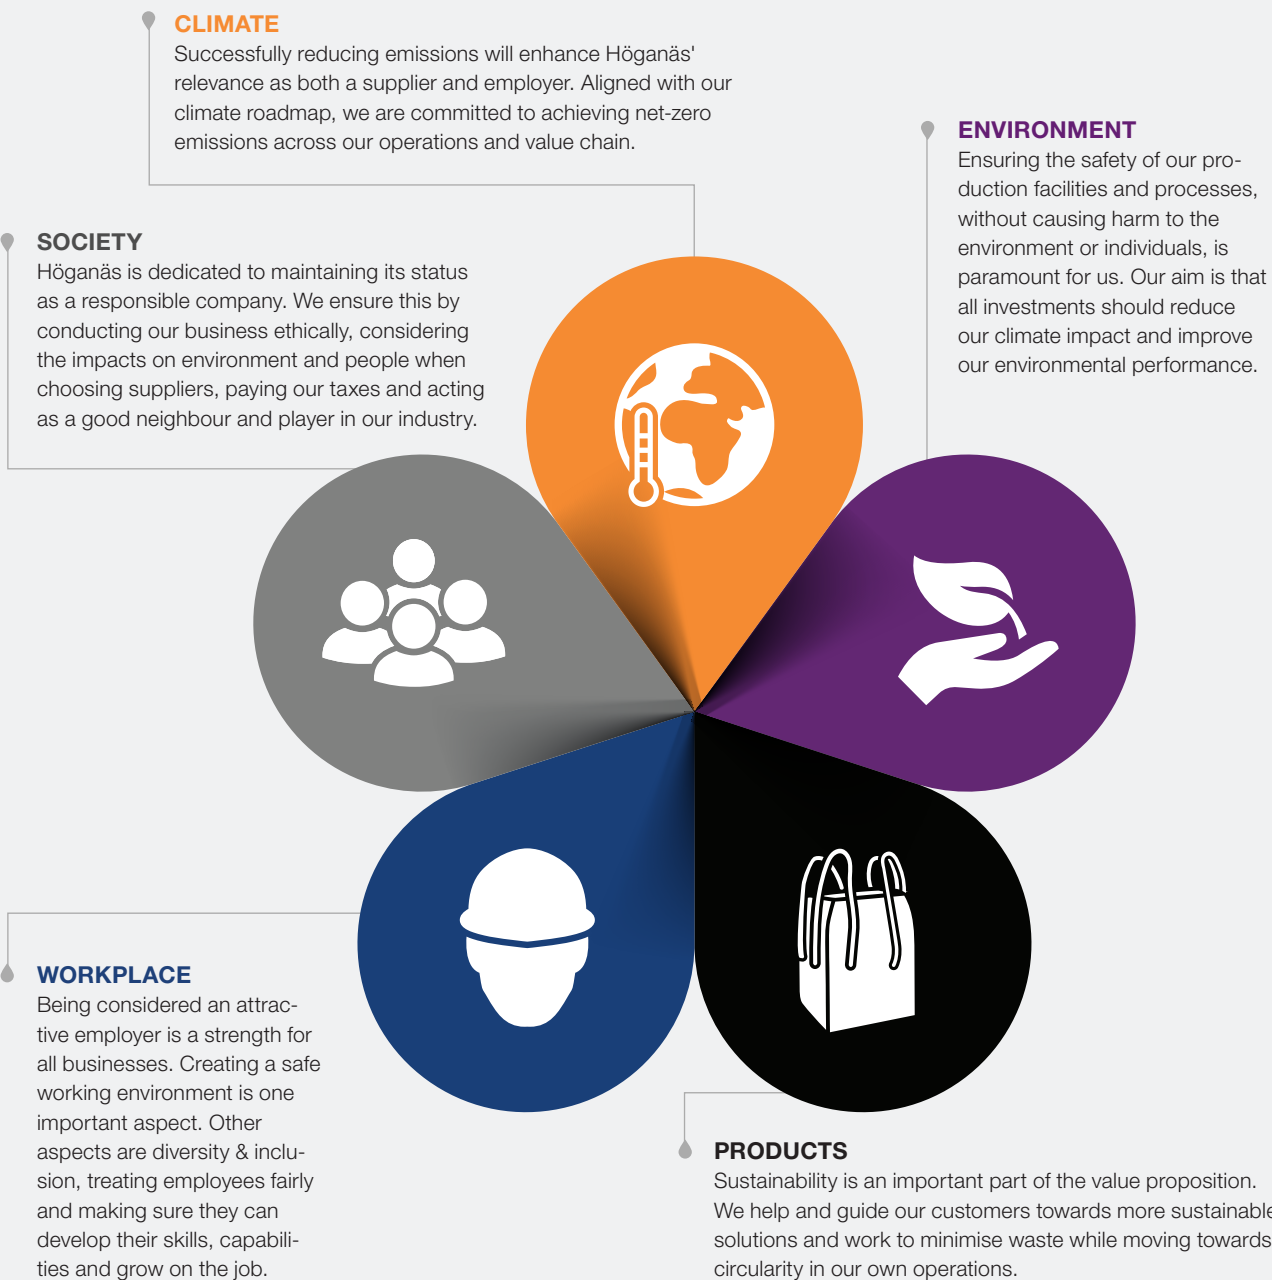 CLIMATE
Successfully reducing emissions will enhance Höganäs'
relevance as both a supplier and employer. Aligned with our
climate roadmap, we are committed to achieving net-zero
emissions across our operations and value chain.
ENVIRONMENT
Ensuring the safety of our pro-
duction facilities and processes,
without causing harm to the
environment or individuals, is
paramount for us. Our aim is that
all investments should reduce
our climate impact and improve
our environmental performance.
SOCIETY
Höganäs is dedicated to maintaining its status
as a responsible company. We ensure this by
conducting our business ethically, considering
the impacts on environment and people when
choosing suppliers, paying our taxes and acting
as a good neighbour and player in our industry.
WORKPLACE
Being considered an attrac-
tive employer is a strength for
all businesses. Creating a safe
working environment is one
important aspect. Other
aspects are diversity & inclu-
sion, treating employees fairly
and making sure they can
develop their skills, capabili-
ties and grow on the job.
PRODUCTS
Sustainability is an important part of the value proposition.
We help and guide our customers towards more sustainable
solutions and work to minimise waste while moving towards
circularity in our own operations.